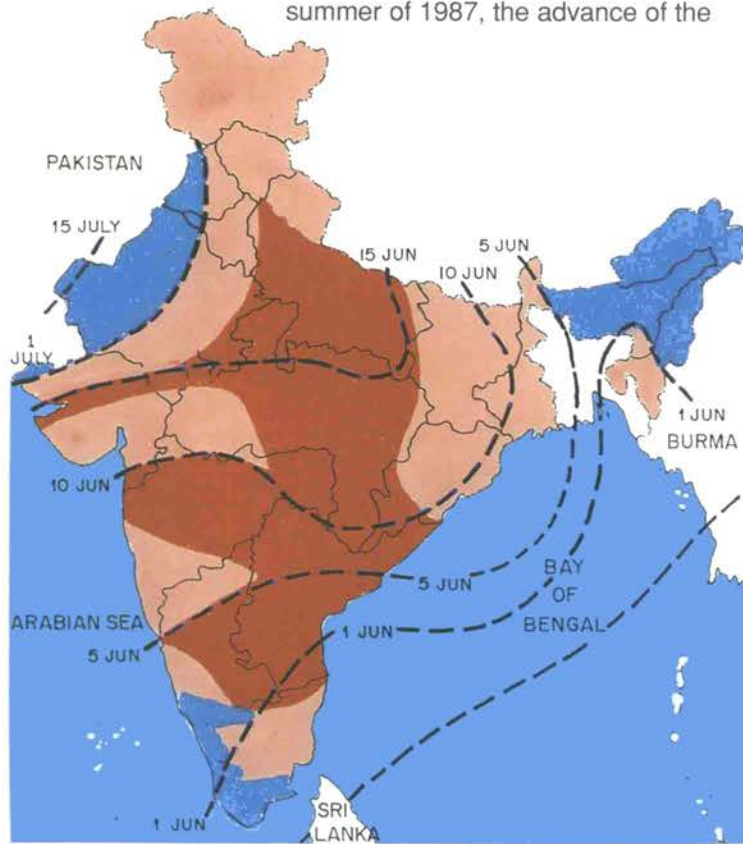 summer of 1987, the advance of the
PAKISTAN
15 JULY
5 JUN
15 JUN
10 JUN
1
JULY
1 JUN
BURMA
10 JUN
5 JUN
BAY
OF
BENGAL
ARABIAN SEA
1 JUN
5 JUN
1 JUN
SRI
LANKA